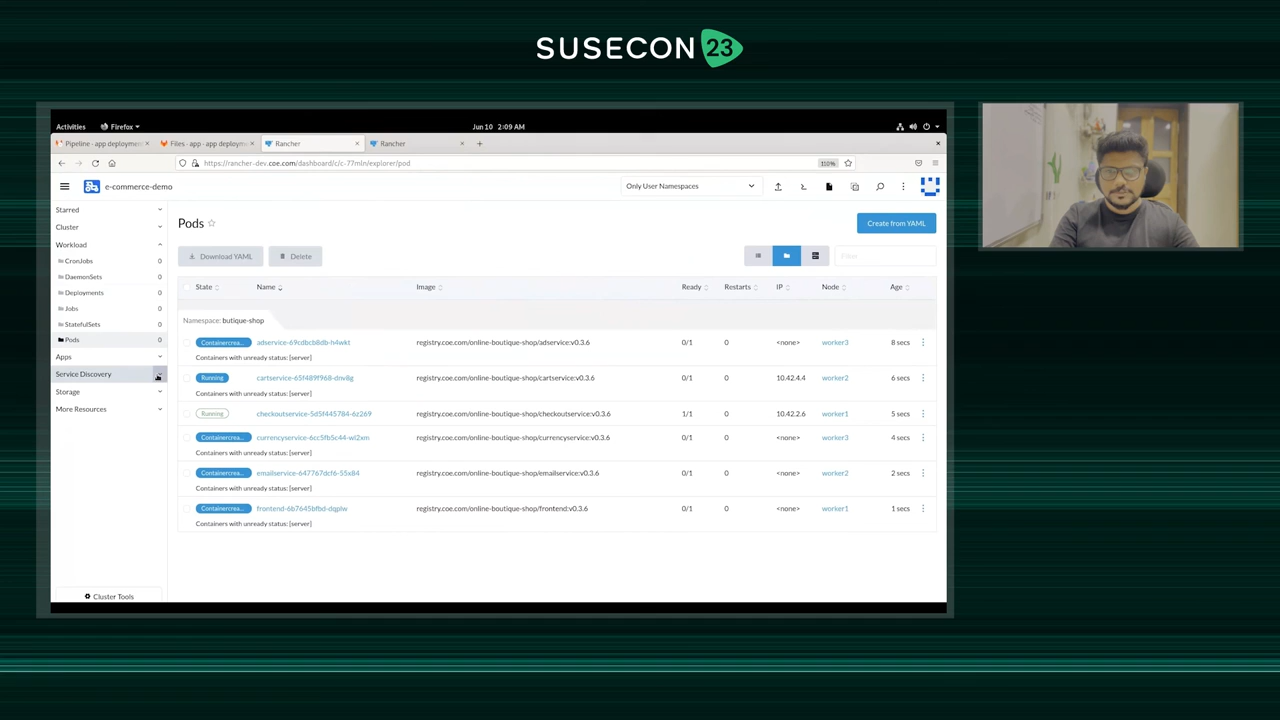 SUSECON 23
Activities Firefox Jun 10 2:09 AM
Pipeline - app deployment Files - app - app deploym Rancher Rancher
https://rancher-dev.coe.com/dashboard/c/c-77mln/explorer/pod 110%
e-commerce-demo Only User Namespaces
Starred
Cluster
Workload
CronJobs 0
DaemonSets 0
Deployments 0
Jobs 0
StatefulSets 0
Pods 0
Apps
Service Discovery
Storage
More Resources
Cluster Tools
Pods Create from YAML
Download YAML Delete Filter
State Name Image Ready Restarts IP Node Age
Namespace: butique-shop
Containercrea... adservice-69cdbcb8db-h4wkt registry.coe.com/online-boutique-shop/adservice:v0.3.6 0/1 0 <none> worker3 8 secs
Containers with unready status: [server]
Running cartservice-65f489f968-dnv8g registry.coe.com/online-boutique-shop/cartservice:v0.3.6 0/1 0 10.42.4.4 worker2 6 secs
Containers with unready status: [server]
Running checkoutservice-5d5f445784-6z269 registry.coe.com/online-boutique-shop/checkoutservice:v0.3.6 1/1 0 10.42.2.6 worker1 5 secs
Containercrea... currencyservice-6cc5fb5c44-wl2xm registry.coe.com/online-boutique-shop/currencyservice:v0.3.6 0/1 0 <none> worker3 4 secs
Containers with unready status: [server]
Containercrea... emailservice-647767dcf6-55x84 registry.coe.com/online-boutique-shop/emailservice:v0.3.6 0/1 0 <none> worker2 2 secs
Containers with unready status: [server]
Containercrea... frontend-6b7645bfbd-dqplw registry.coe.com/online-boutique-shop/frontend:v0.3.6 0/1 0 <none> worker1 1 secs
Containers with unready status: [server]